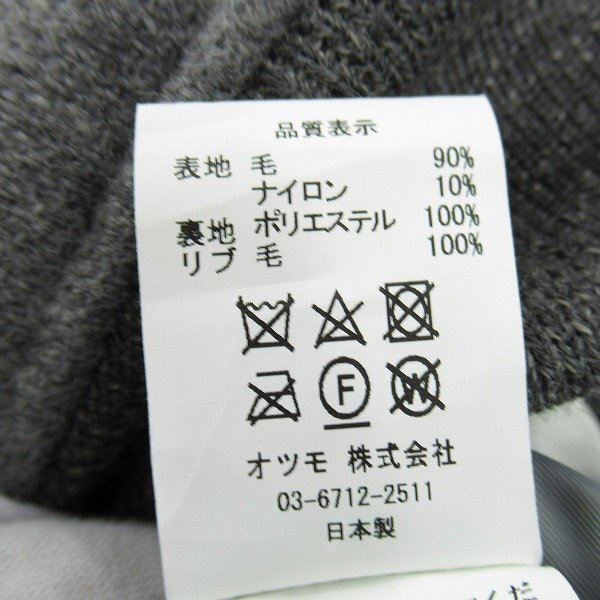 品質表示
表地 毛 90%
ナイロン 10%
裏地 ポリエステル 100%
リブ 毛 100%
F W
オツモ 株式会社
03-6712-2511
日本製